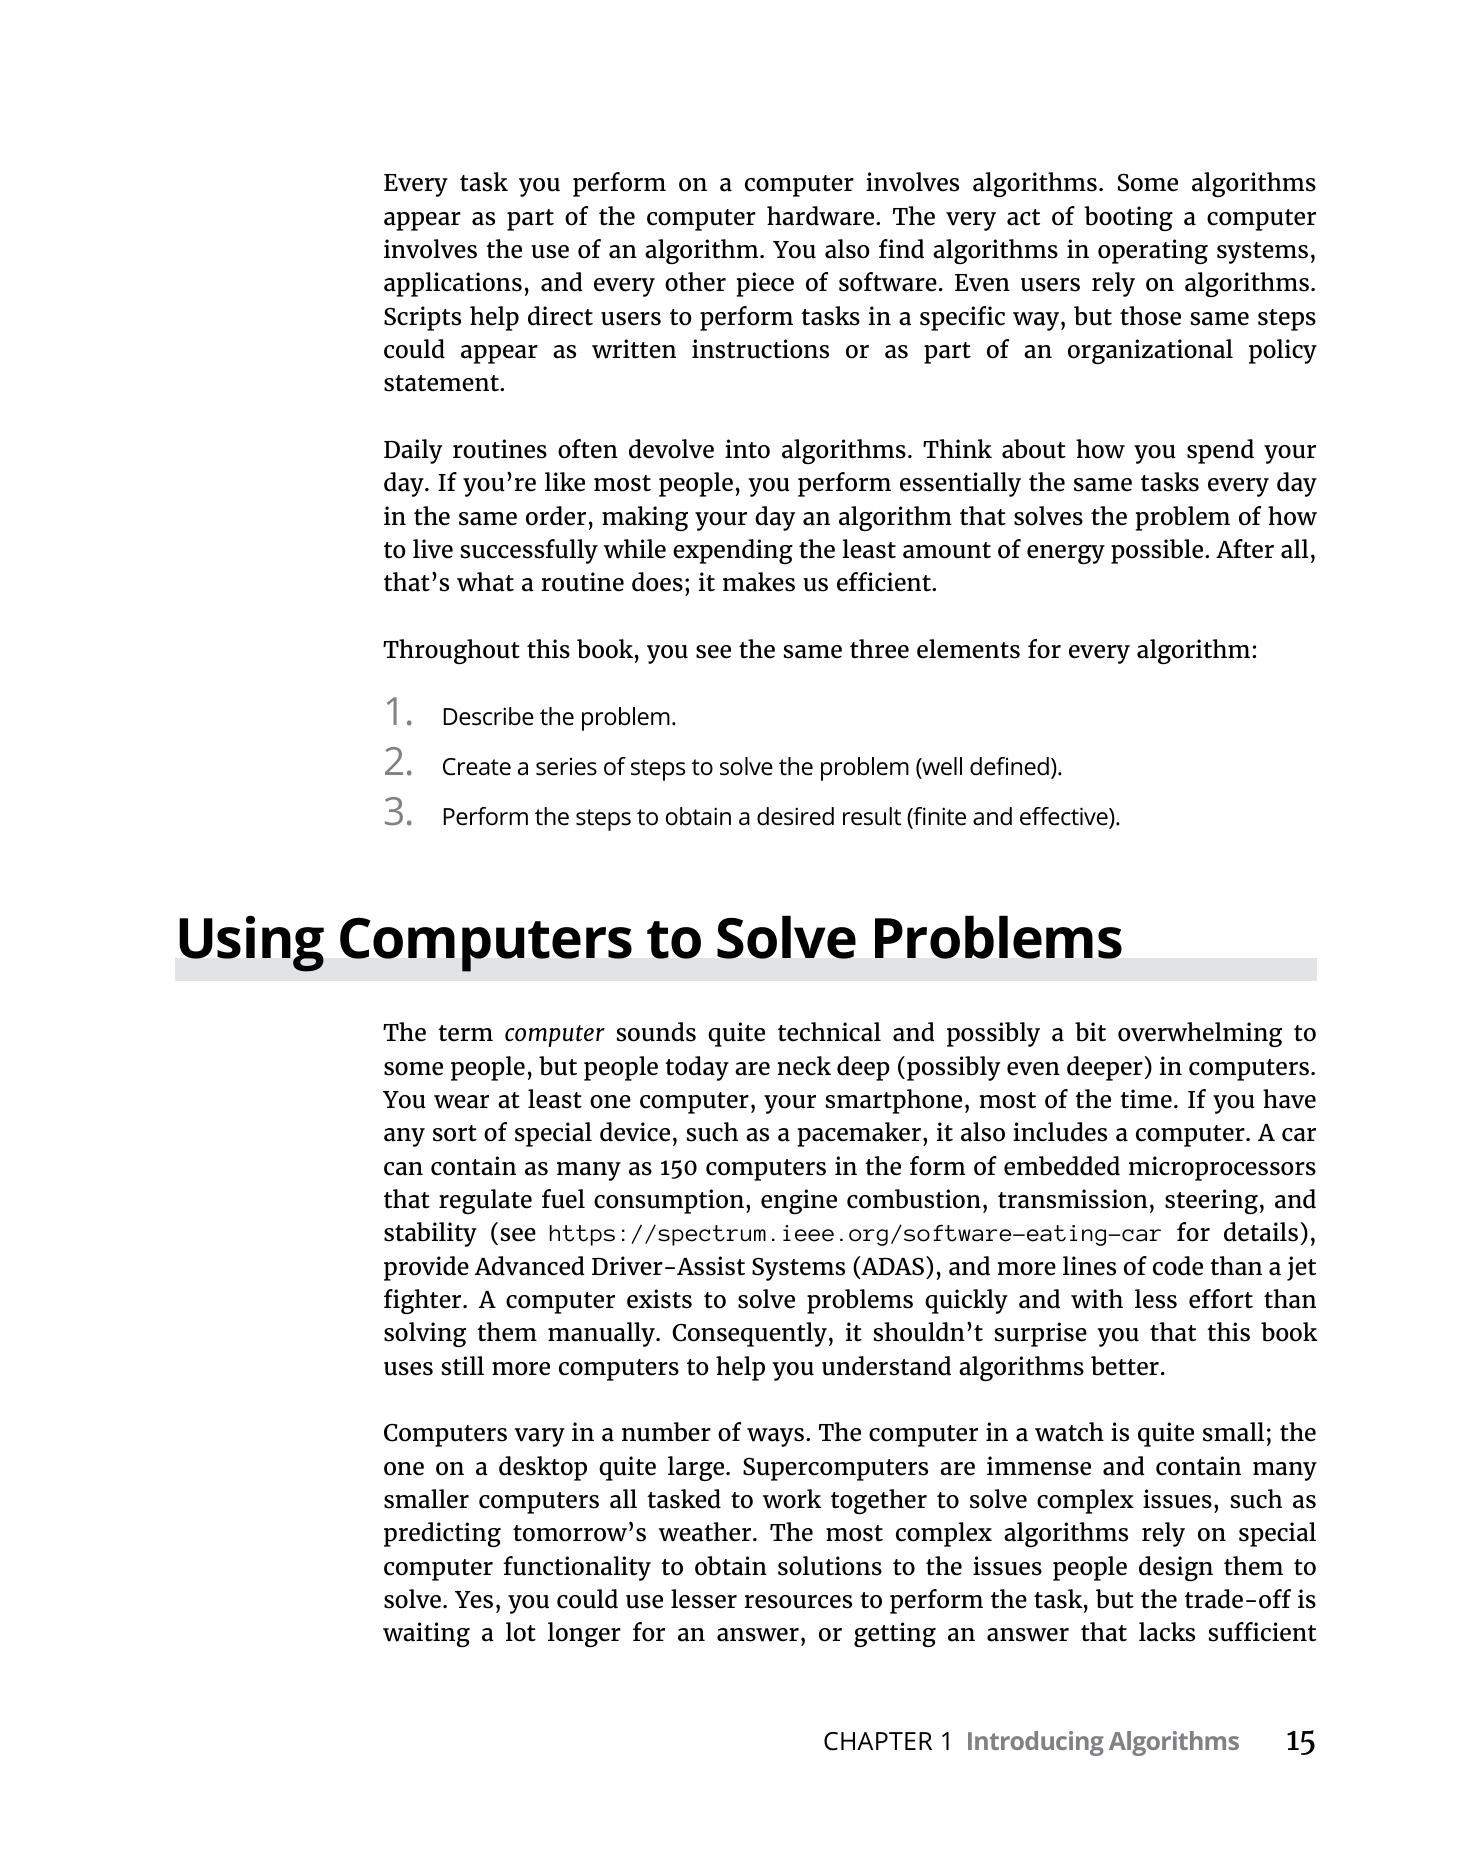 Every task you perform on a computer involves algorithms. Some algorithms
appear as part of the computer hardware. The very act of booting a computer
involves the use of an algorithm. You also find algorithms in operating systems,
applications, and every other piece of software. Even users rely on algorithms.
Scripts help direct users to perform tasks in a specific way, but those same steps
could appear as written instructions or as part of an organizational policy
statement.
Daily routines often devolve into algorithms. Think about how you spend your
day. If you’re like most people, you perform essentially the same tasks every day
in the same order, making your day an algorithm that solves the problem of how
to live successfully while expending the least amount of energy possible. After all,
that’s what a routine does; it makes us efficient.
Throughout this book, you see the same three elements for every algorithm:
1. Describe the problem.
2. Create a series of steps to solve the problem (well defined).
3. Perform the steps to obtain a desired result (finite and effective).
Using Computers to Solve Problems
The term computer sounds quite technical and possibly a bit overwhelming to
some people, but people today are neck deep (possibly even deeper) in computers.
You wear at least one computer, your smartphone, most of the time. If you have
any sort of special device, such as a pacemaker, it also includes a computer. A car
can contain as many as 150 computers in the form of embedded microprocessors
that regulate fuel consumption, engine combustion, transmission, steering, and
stability (see https://spectrum.ieee.org/software-eating-car for details),
provide Advanced Driver-Assist Systems (ADAS), and more lines of code than a jet
fighter. A computer exists to solve problems quickly and with less effort than
solving them manually. Consequently, it shouldn’t surprise you that this book
uses still more computers to help you understand algorithms better.
Computers vary in a number of ways. The computer in a watch is quite small; the
one on a desktop quite large. Supercomputers are immense and contain many
smaller computers all tasked to work together to solve complex issues, such as
predicting tomorrow’s weather. The most complex algorithms rely on special
computer functionality to obtain solutions to the issues people design them to
solve. Yes, you could use lesser resources to perform the task, but the trade-off is
waiting a lot longer for an answer, or getting an answer that lacks sufficient
CHAPTER 1 Introducing Algorithms 15